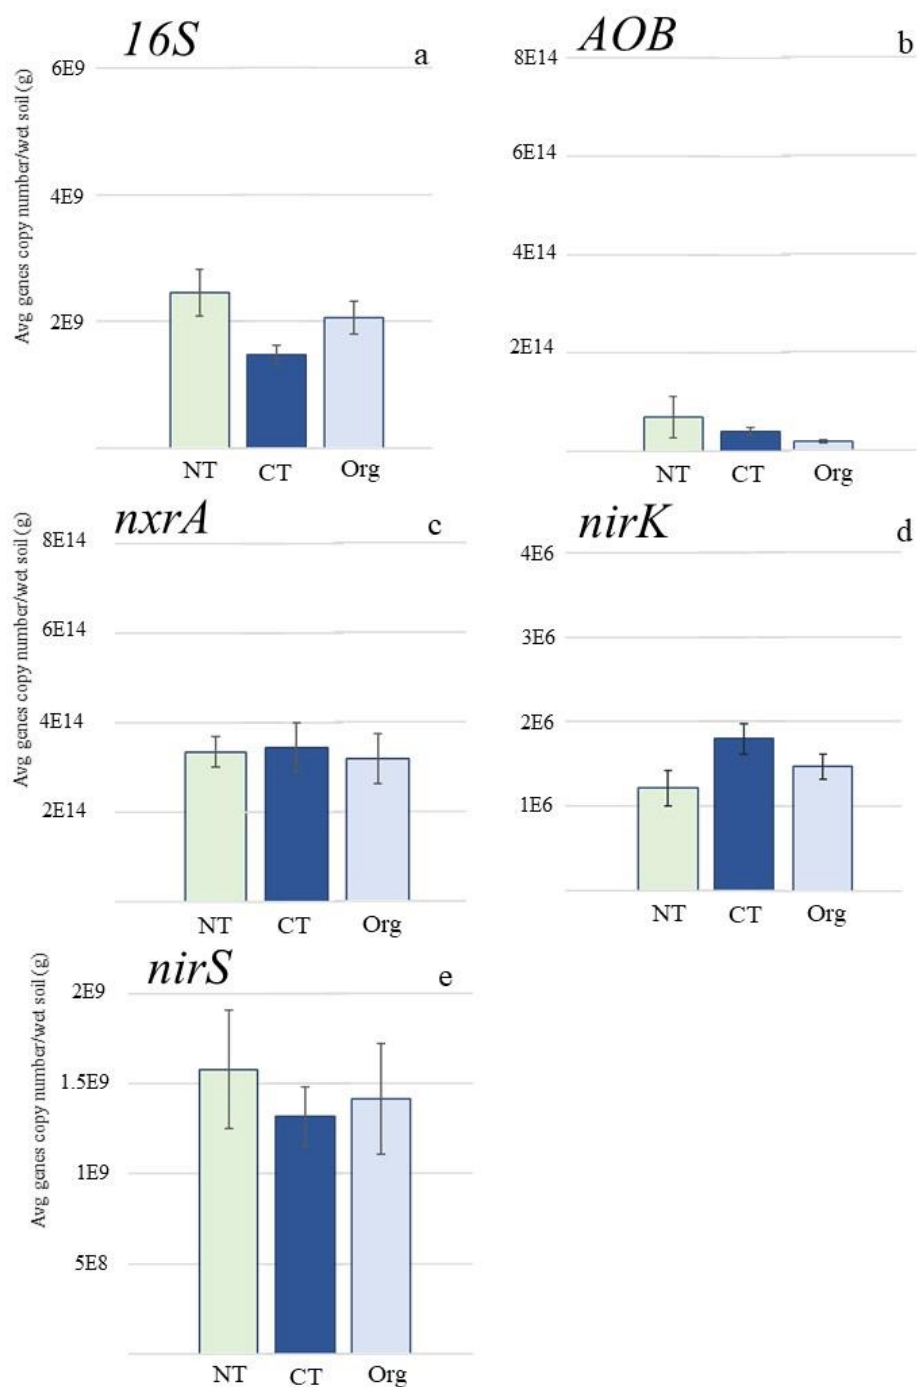 16S
a
Avg genes copy number/wet soil (g)
6E9
4E9
2E9
NT CT Org
AOB
b
8E14
6E14
4E14
2E14
NT CT Org
nxrA
c
Avg genes copy number/wet soil (g)
8E14
6E14
4E14
2E14
NT CT Org
nirK
d
4E6
3E6
2E6
1E6
NT CT Org
nirS
e
Avg genes copy number/wet soil (g)
2E9
1.5E9
1E9
5E8
NT CT Org